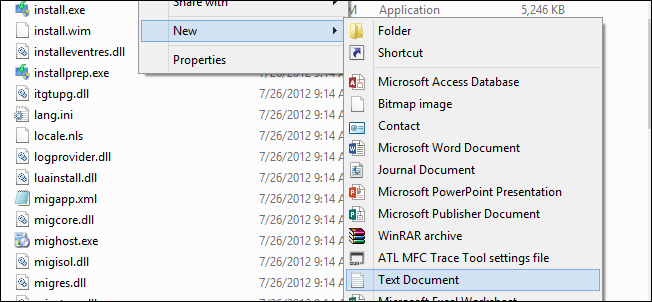 install.exe
Share with
M
Application
5,246 KB
install.wim
New
Folder
installeventres.dll
Shortcut
installprep.exe
Properties
itgtupg.dll
7/26/2012 9:14 A
Microsoft Access Database
lang.ini
7/26/2012 9:14 A
Bitmap image
locale.nls
7/26/2012 9:14 A
Contact
logprovider.dll
7/26/2012 9:14 A
Microsoft Word Document
luainstall.dll
7/26/2012 9:14 A
Journal Document
migapp.xml
7/26/2012 9:14 A
Microsoft PowerPoint Presentation
migcore.dll
7/26/2012 9:14 A
Microsoft Publisher Document
mighost.exe
7/26/2012 9:14 A
WinRAR archive
migisol.dll
7/26/2012 9:14 A
ATL MFC Trace Tool settings file
migres.dll
7/26/2012 9:14 A
Text Document
Microsoft Excel Worksheet